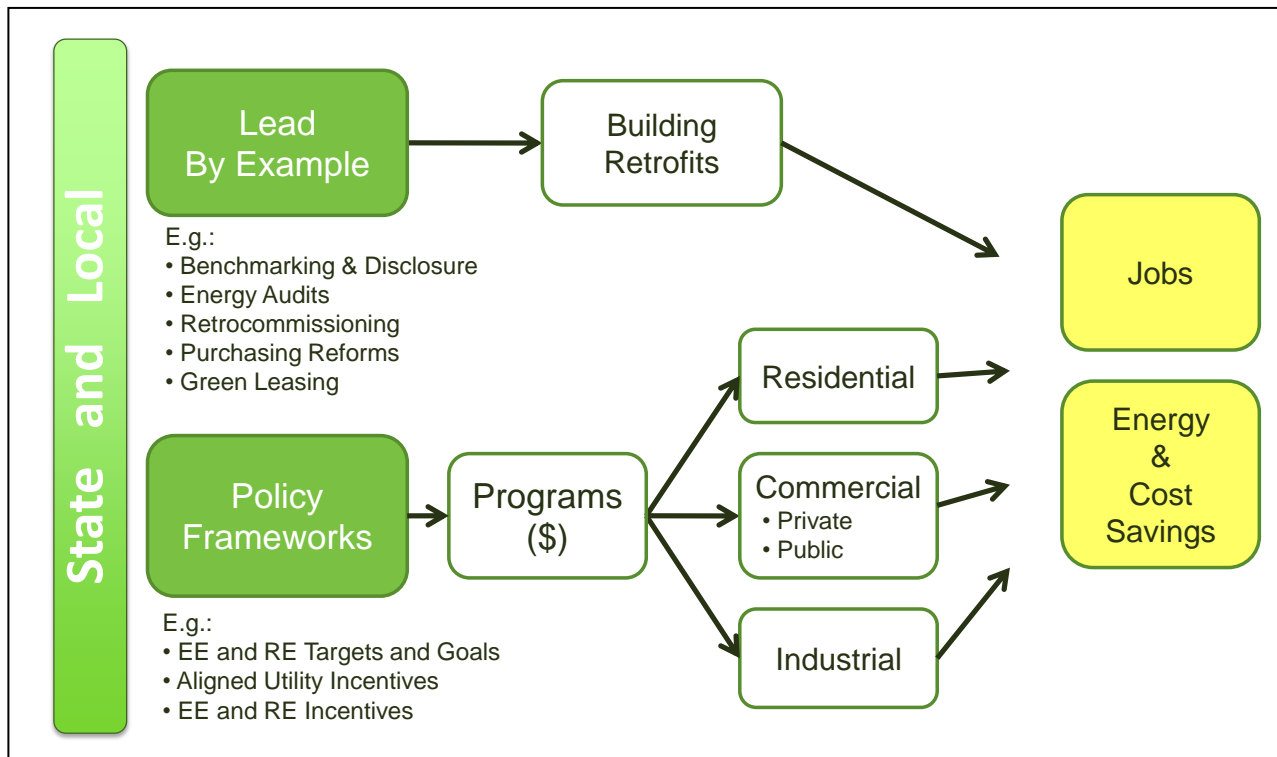 State and Local
Lead
By Example
E.g.:
• Benchmarking & Disclosure
• Energy Audits
• Retrocommissioning
• Purchasing Reforms
• Green Leasing
Building
Retrofits
Policy
Frameworks
E.g.:
• EE and RE Targets and Goals
• Aligned Utility Incentives
• EE and RE Incentives
Programs
($)
Residential
Commercial
• Private
• Public
Industrial
Jobs
Energy
&
Cost
Savings